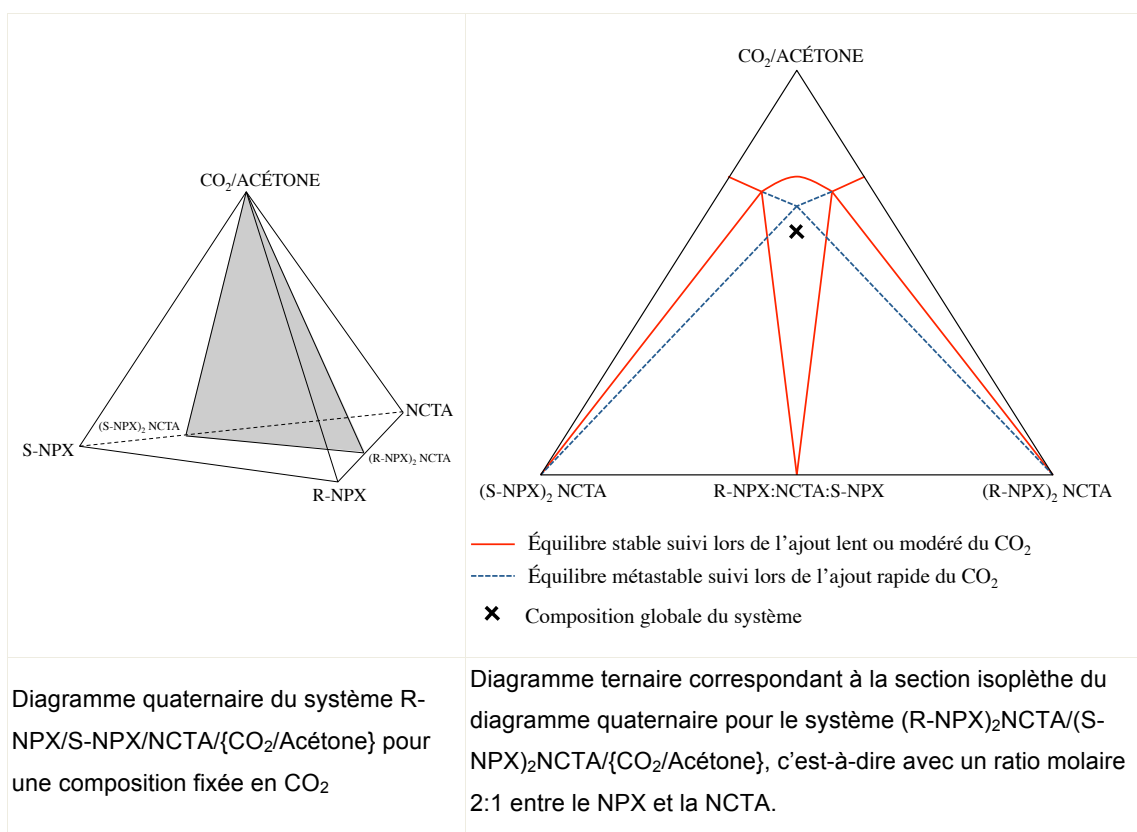 CO₂/ACÉTONE
NCTA
(S-NPX)₂ NCTA
S-NPX
(R-NPX)₂ NCTA
R-NPX
CO₂/ACÉTONE
(S-NPX)₂ NCTA R-NPX:NCTA:S-NPX (R-NPX)₂ NCTA
Équilibre stable suivi lors de l'ajout lent ou modéré du CO₂
Équilibre métastable suivi lors de l'ajout rapide du CO₂
Composition globale du système
Diagramme quaternaire du système R-
NPX/S-NPX/NCTA/{CO₂/Acétone} pour
une composition fixée en CO₂
Diagramme ternaire correspondant à la section isoplèthe du
diagramme quaternaire pour le système (R-NPX)₂NCTA/(S-
NPX)₂NCTA/{CO₂/Acétone}, c'est-à-dire avec un ratio molaire
2:1 entre le NPX et la NCTA.